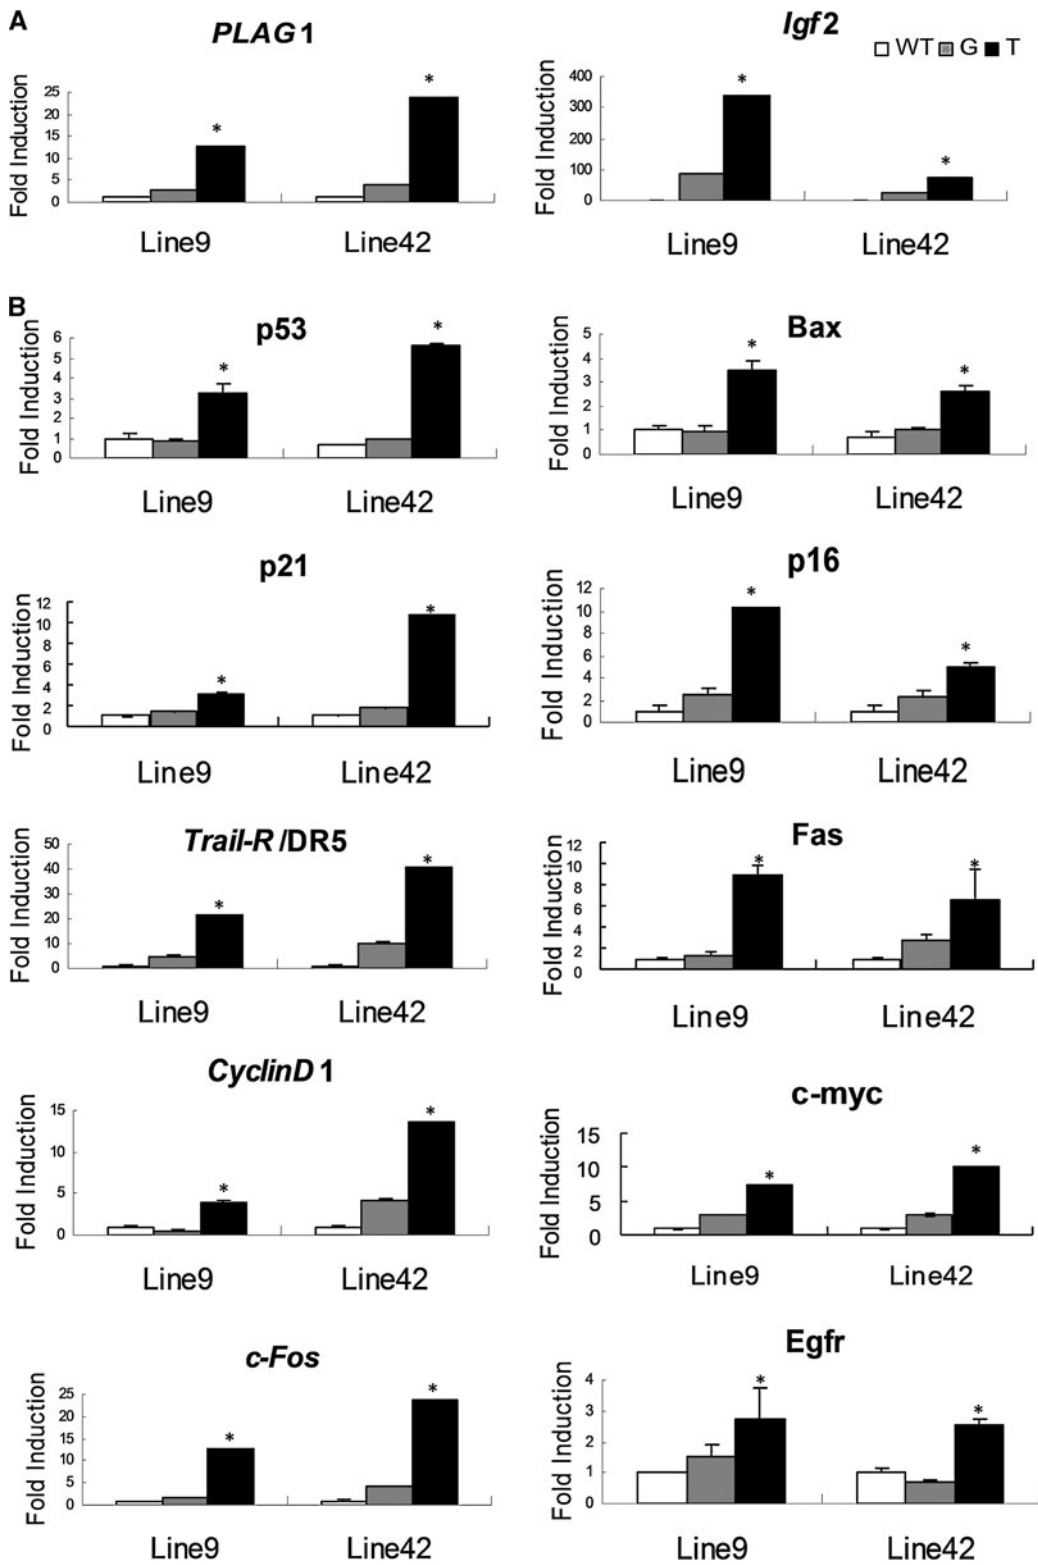 A
PLAG1
Igf2
WT G T
Fold Induction
25
20
15
10
5
0
*
*
Line9
Line42
Fold Induction
400
300
200
100
0
*
*
Line9
Line42
B
p53
Fold Induction
6
5
4
3
2
1
0
*
*
Line9
Line42
Bax
Fold Induction
5
4
3
2
1
0
*
*
Line9
Line42
p21
Fold Induction
12
10
8
6
4
2
0
*
*
Line9
Line42
p16
Fold Induction
12
10
8
6
4
2
0
*
*
Line9
Line42
Trail-R/DR5
Fold Induction
50
40
30
20
10
0
*
*
Line9
Line42
Fas
Fold Induction
12
10
8
6
4
2
0
*
*
Line9
Line42
CyclinD1
Fold Induction
15
10
5
0
*
*
Line9
Line42
c-myc
Fold Induction
15
10
5
0
*
*
Line9
Line42
c-Fos
Fold Induction
25
20
15
10
5
0
*
*
Line9
Line42
Egfr
Fold Induction
4
3
2
1
0
*
*
Line9
Line42